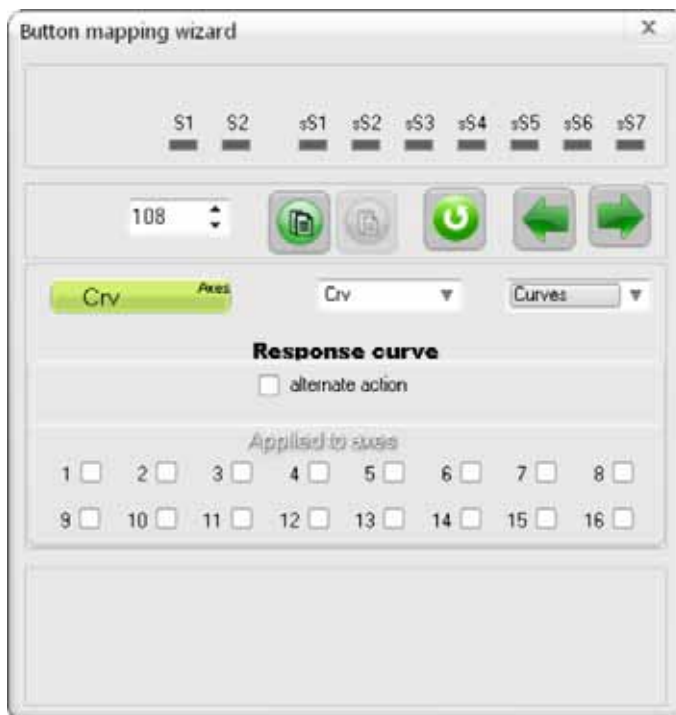 Button mapping wizard x
S1 S2 sS1 sS2 sS3 sS4 sS5 sS6 sS7
108
Crv Axes Crv Curves
Response curve
alternate action
Applied to axes
1 2 3 4 5 6 7 8
9 10 11 12 13 14 15 16